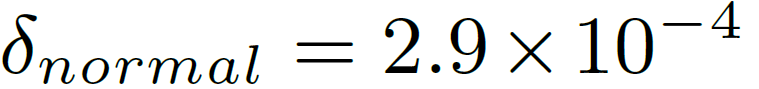 δ_{normal} = 2.9 × 10^{−4}